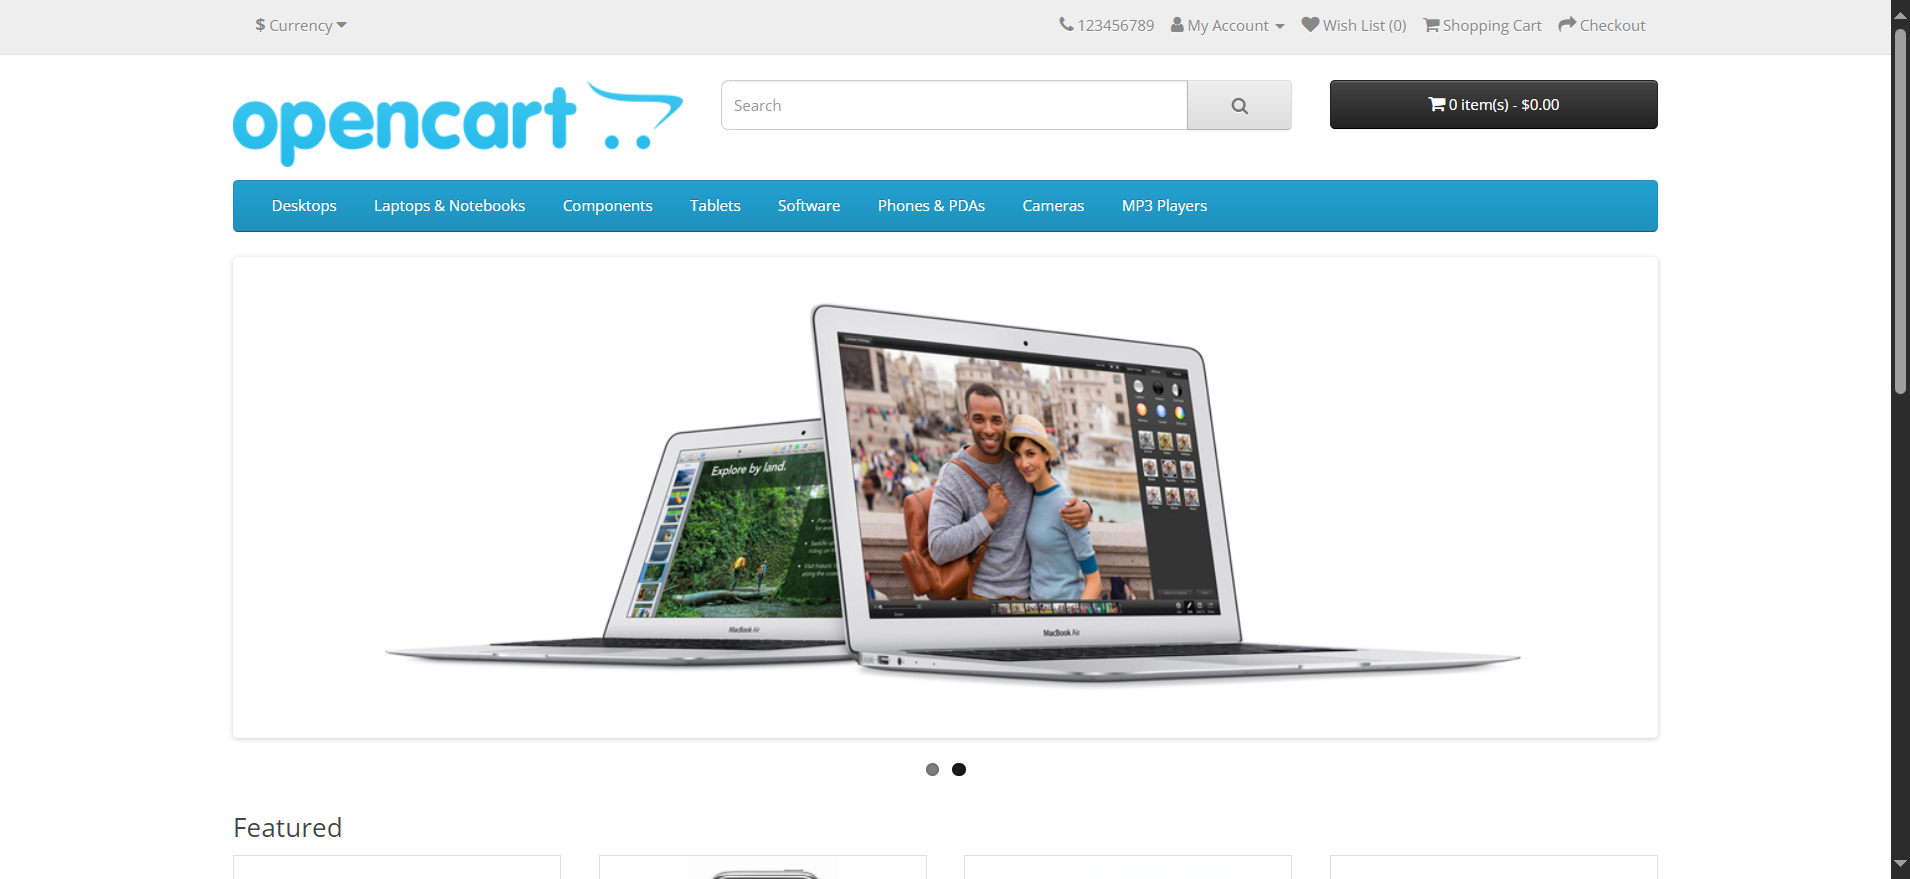 $ Currency
123456789 My Account Wish List (0) Shopping Cart Checkout
opencart
Search
0 item(s) - $0.00
Desktops Laptops & Notebooks Components Tablets Software Phones & PDAs Cameras MP3 Players
Explore by land.
MacBook Air
MacBook Air
Featured